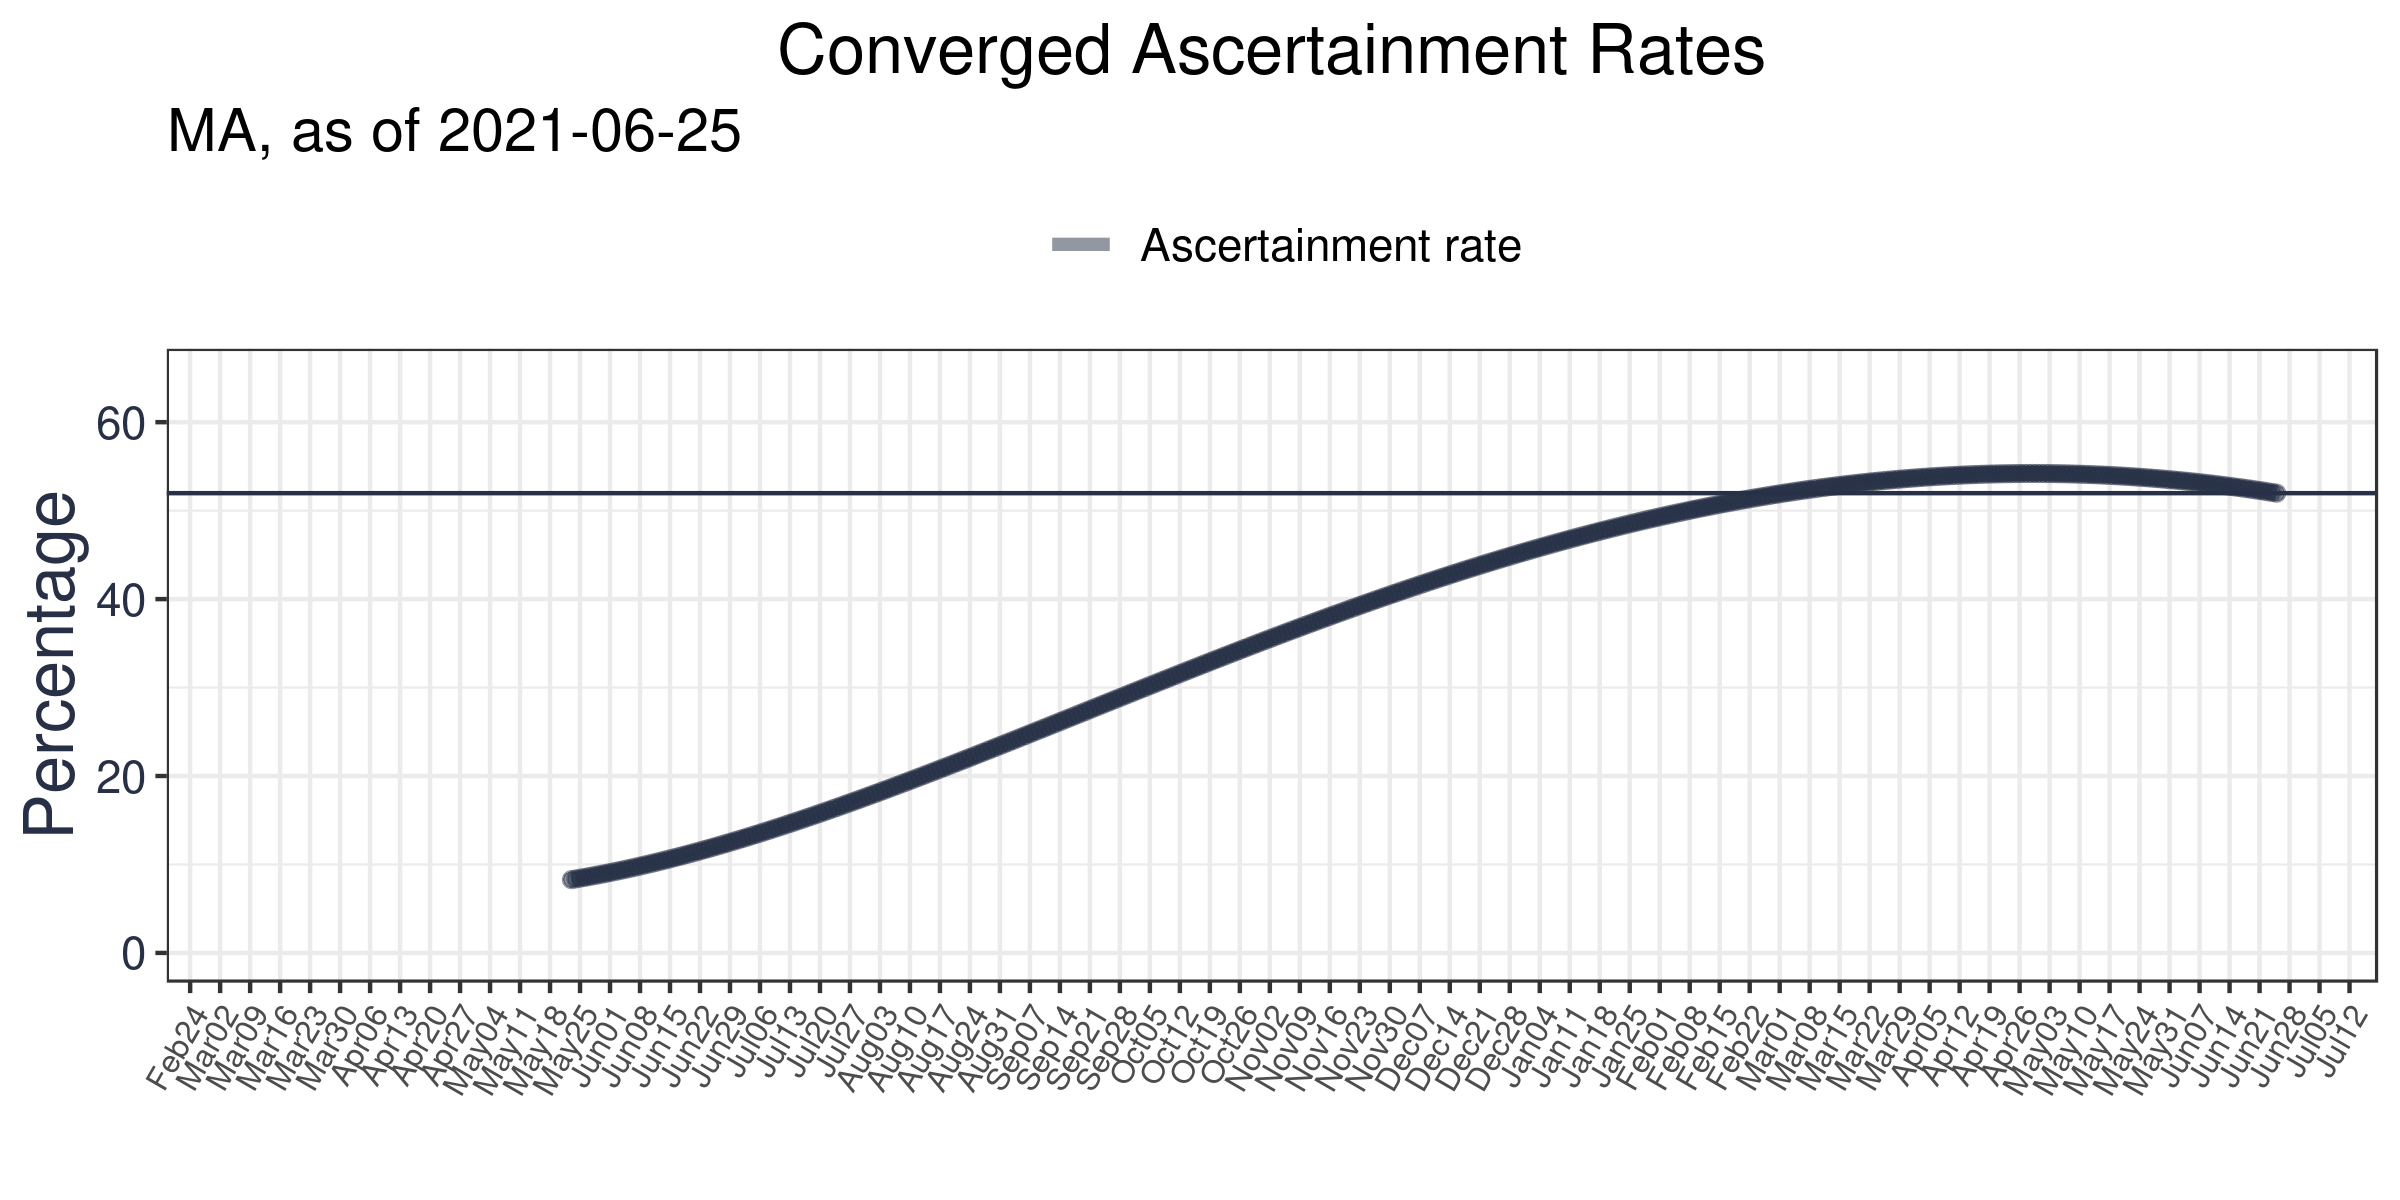 Converged Ascertainment Rates
MA, as of 2021-06-25
Ascertainment rate
Percentage
60
40
20
0
Feb24
Mar02
Mar09
Mar16
Mar23
Mar30
Apr06
Apr13
Apr20
Apr27
May04
May11
May18
May25
Jun01
Jun08
Jun15
Jun22
Jun29
Jul06
Jul13
Jul20
Jul27
Aug03
Aug10
Aug17
Aug24
Aug31
Sep07
Sep14
Sep21
Sep28
Oct05
Oct12
Oct19
Oct26
Nov02
Nov09
Nov16
Nov23
Nov30
Dec07
Dec14
Dec21
Dec28
Jan04
Jan11
Jan18
Jan25
Feb01
Feb08
Feb15
Feb22
Mar01
Mar08
Mar15
Mar22
Mar29
Apr05
Apr12
Apr19
Apr26
May03
May10
May17
May24
May31
Jun07
Jun14
Jun21
Jun28
Jul05
Jul12